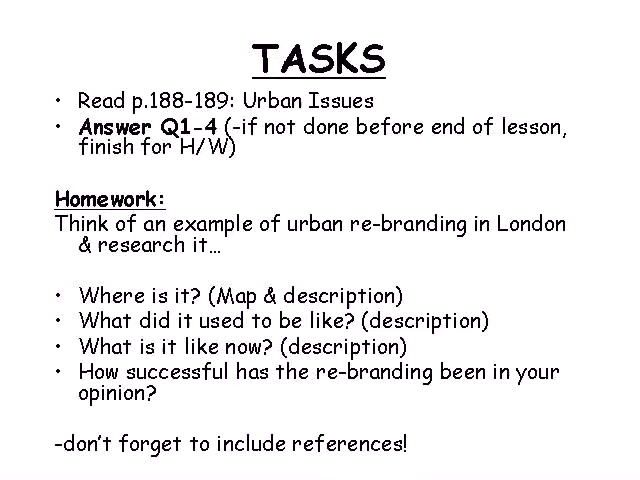 TASKS
• Read p.188-189: Urban Issues
• Answer Q1-4 (-if not done before end of lesson,
finish for H/W)
Homework:
Think of an example of urban re-branding in London
& research it…
• Where is it? (Map & description)
• What did it used to be like? (description)
• What is it like now? (description)
• How successful has the re-branding been in your
opinion?
-don't forget to include references!